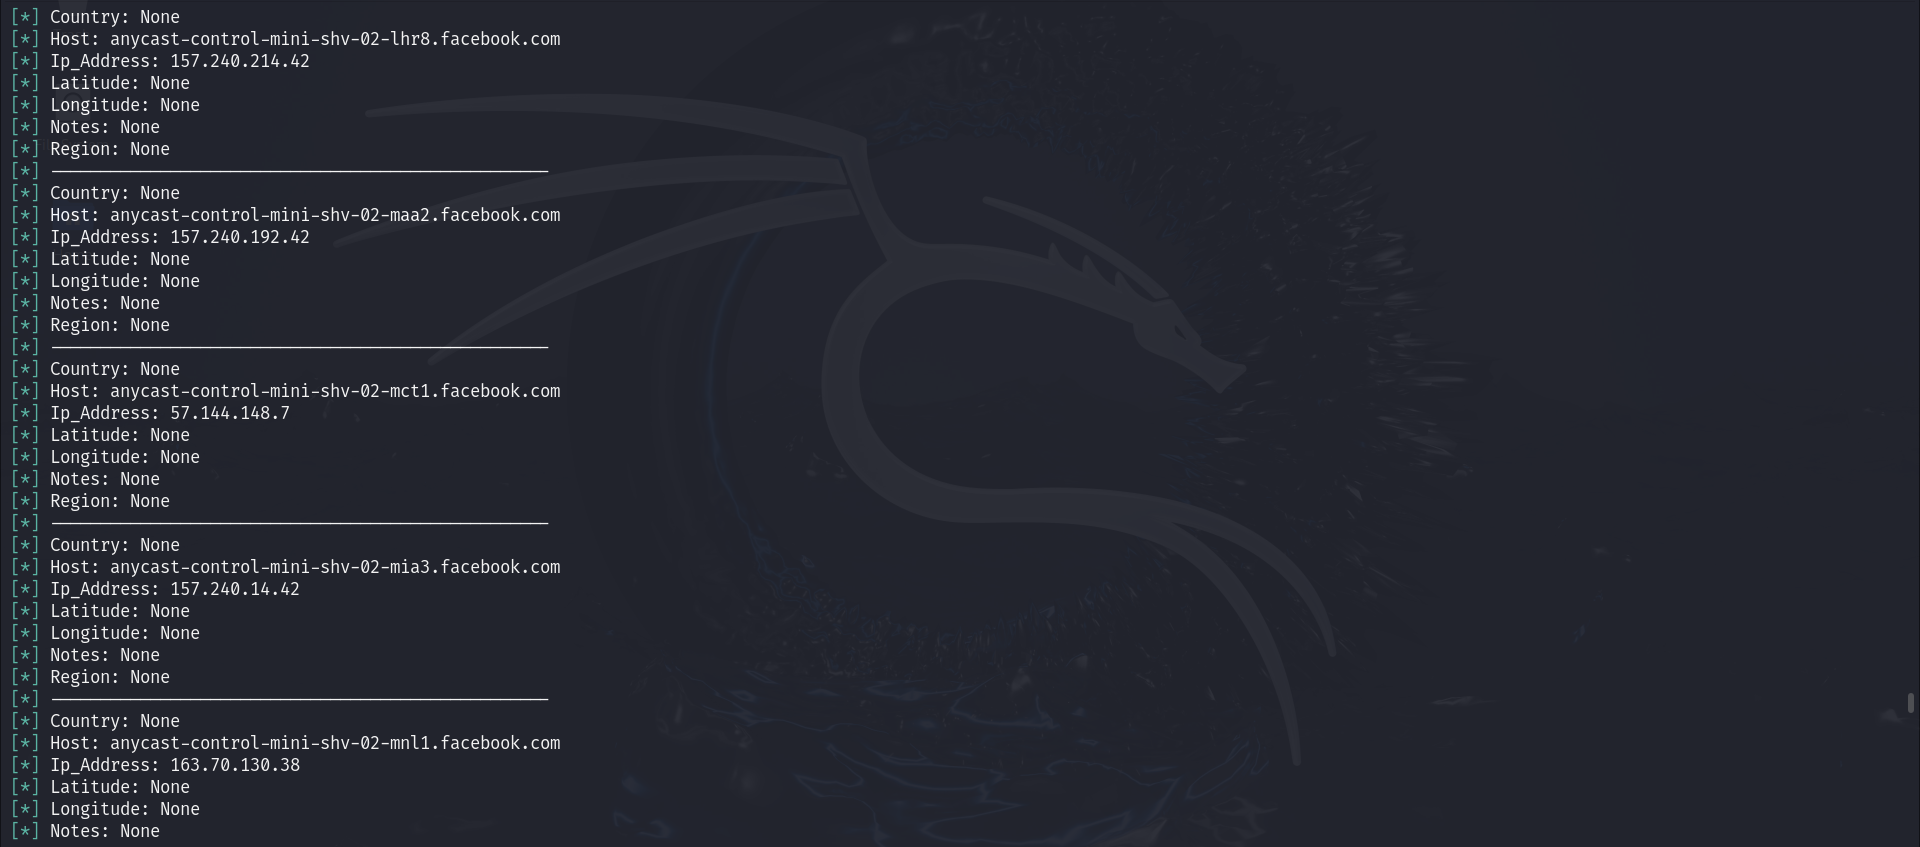 [*] Country: None
[*] Host: anycast-control-mini-shv-02-lhr8.facebook.com
[*] Ip_Address: 157.240.214.42
[*] Latitude: None
[*] Longitude: None
[*] Notes: None
[*] Region: None
[*] --------------------------------------------------
[*] Country: None
[*] Host: anycast-control-mini-shv-02-maa2.facebook.com
[*] Ip_Address: 157.240.192.42
[*] Latitude: None
[*] Longitude: None
[*] Notes: None
[*] Region: None
[*] --------------------------------------------------
[*] Country: None
[*] Host: anycast-control-mini-shv-02-mct1.facebook.com
[*] Ip_Address: 57.144.148.7
[*] Latitude: None
[*] Longitude: None
[*] Notes: None
[*] Region: None
[*] --------------------------------------------------
[*] Country: None
[*] Host: anycast-control-mini-shv-02-mia3.facebook.com
[*] Ip_Address: 157.240.14.42
[*] Latitude: None
[*] Longitude: None
[*] Notes: None
[*] Region: None
[*] --------------------------------------------------
[*] Country: None
[*] Host: anycast-control-mini-shv-02-mnl1.facebook.com
[*] Ip_Address: 163.70.130.38
[*] Latitude: None
[*] Longitude: None
[*] Notes: None